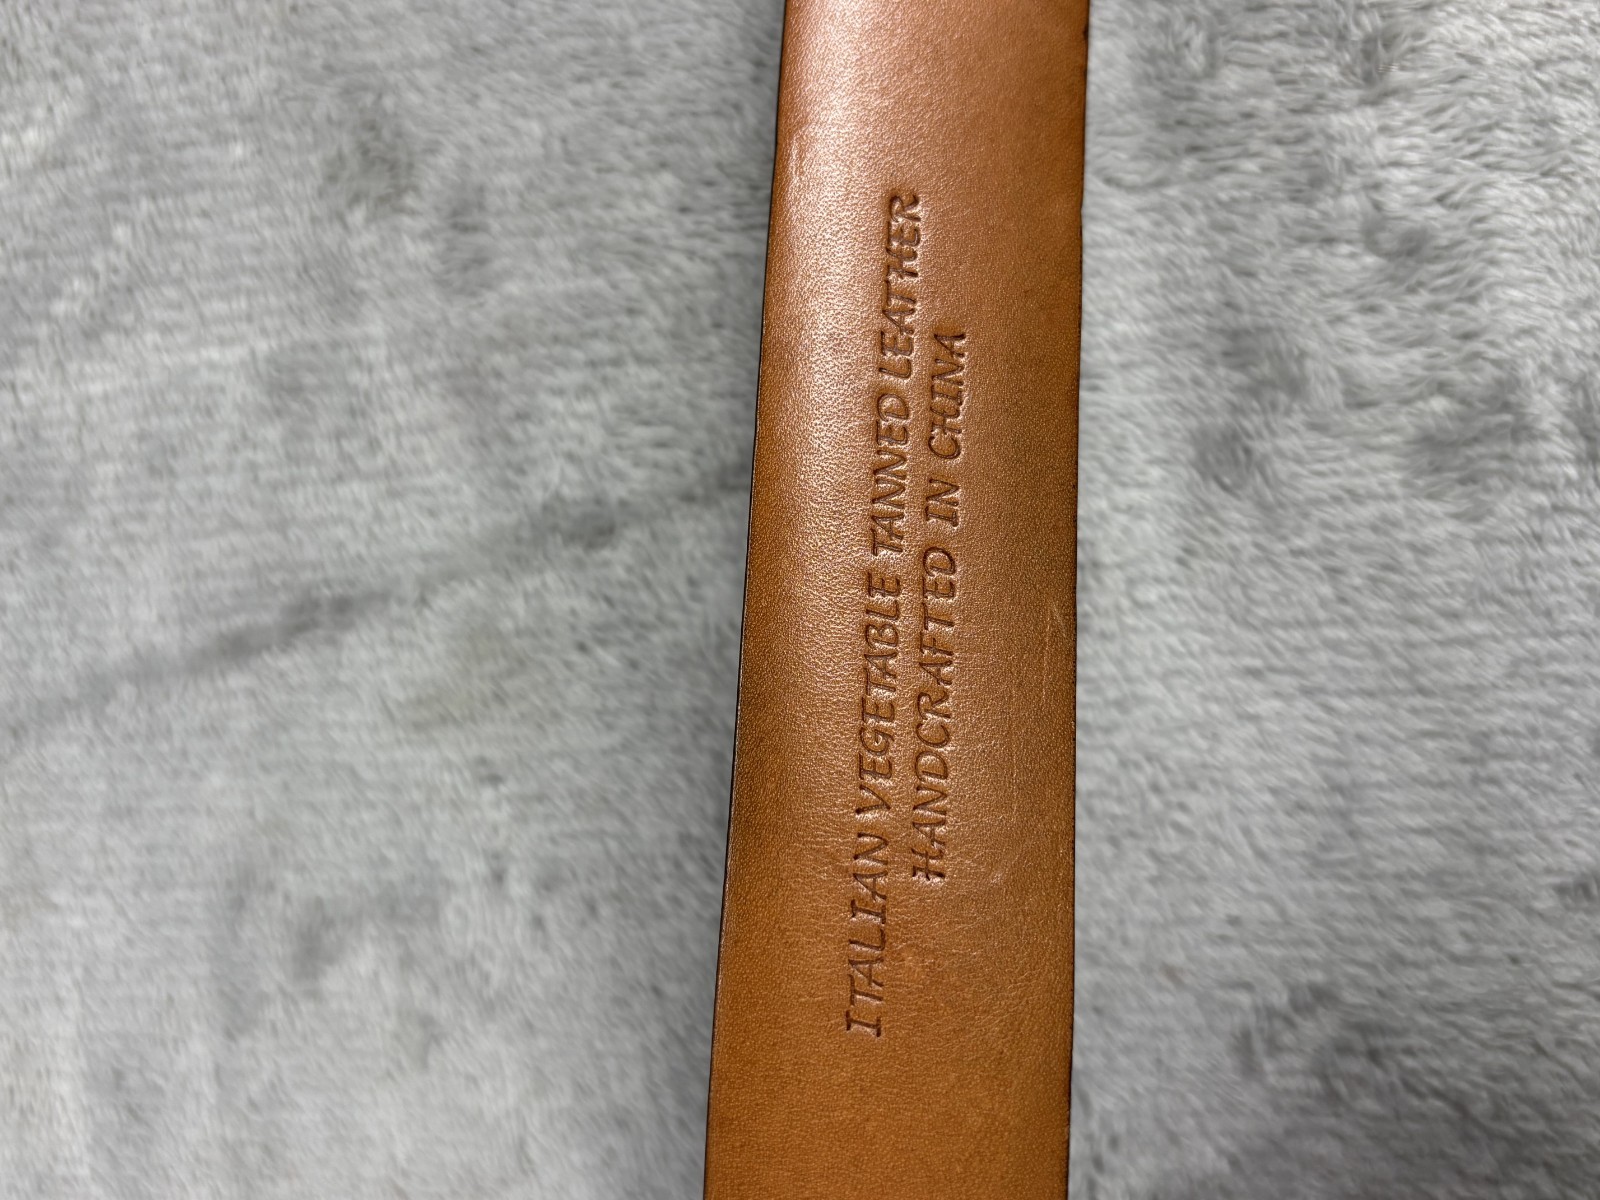 ITALIAN VEGETABLE TANNED LEATHER
HANDCRAFTED IN CHINA